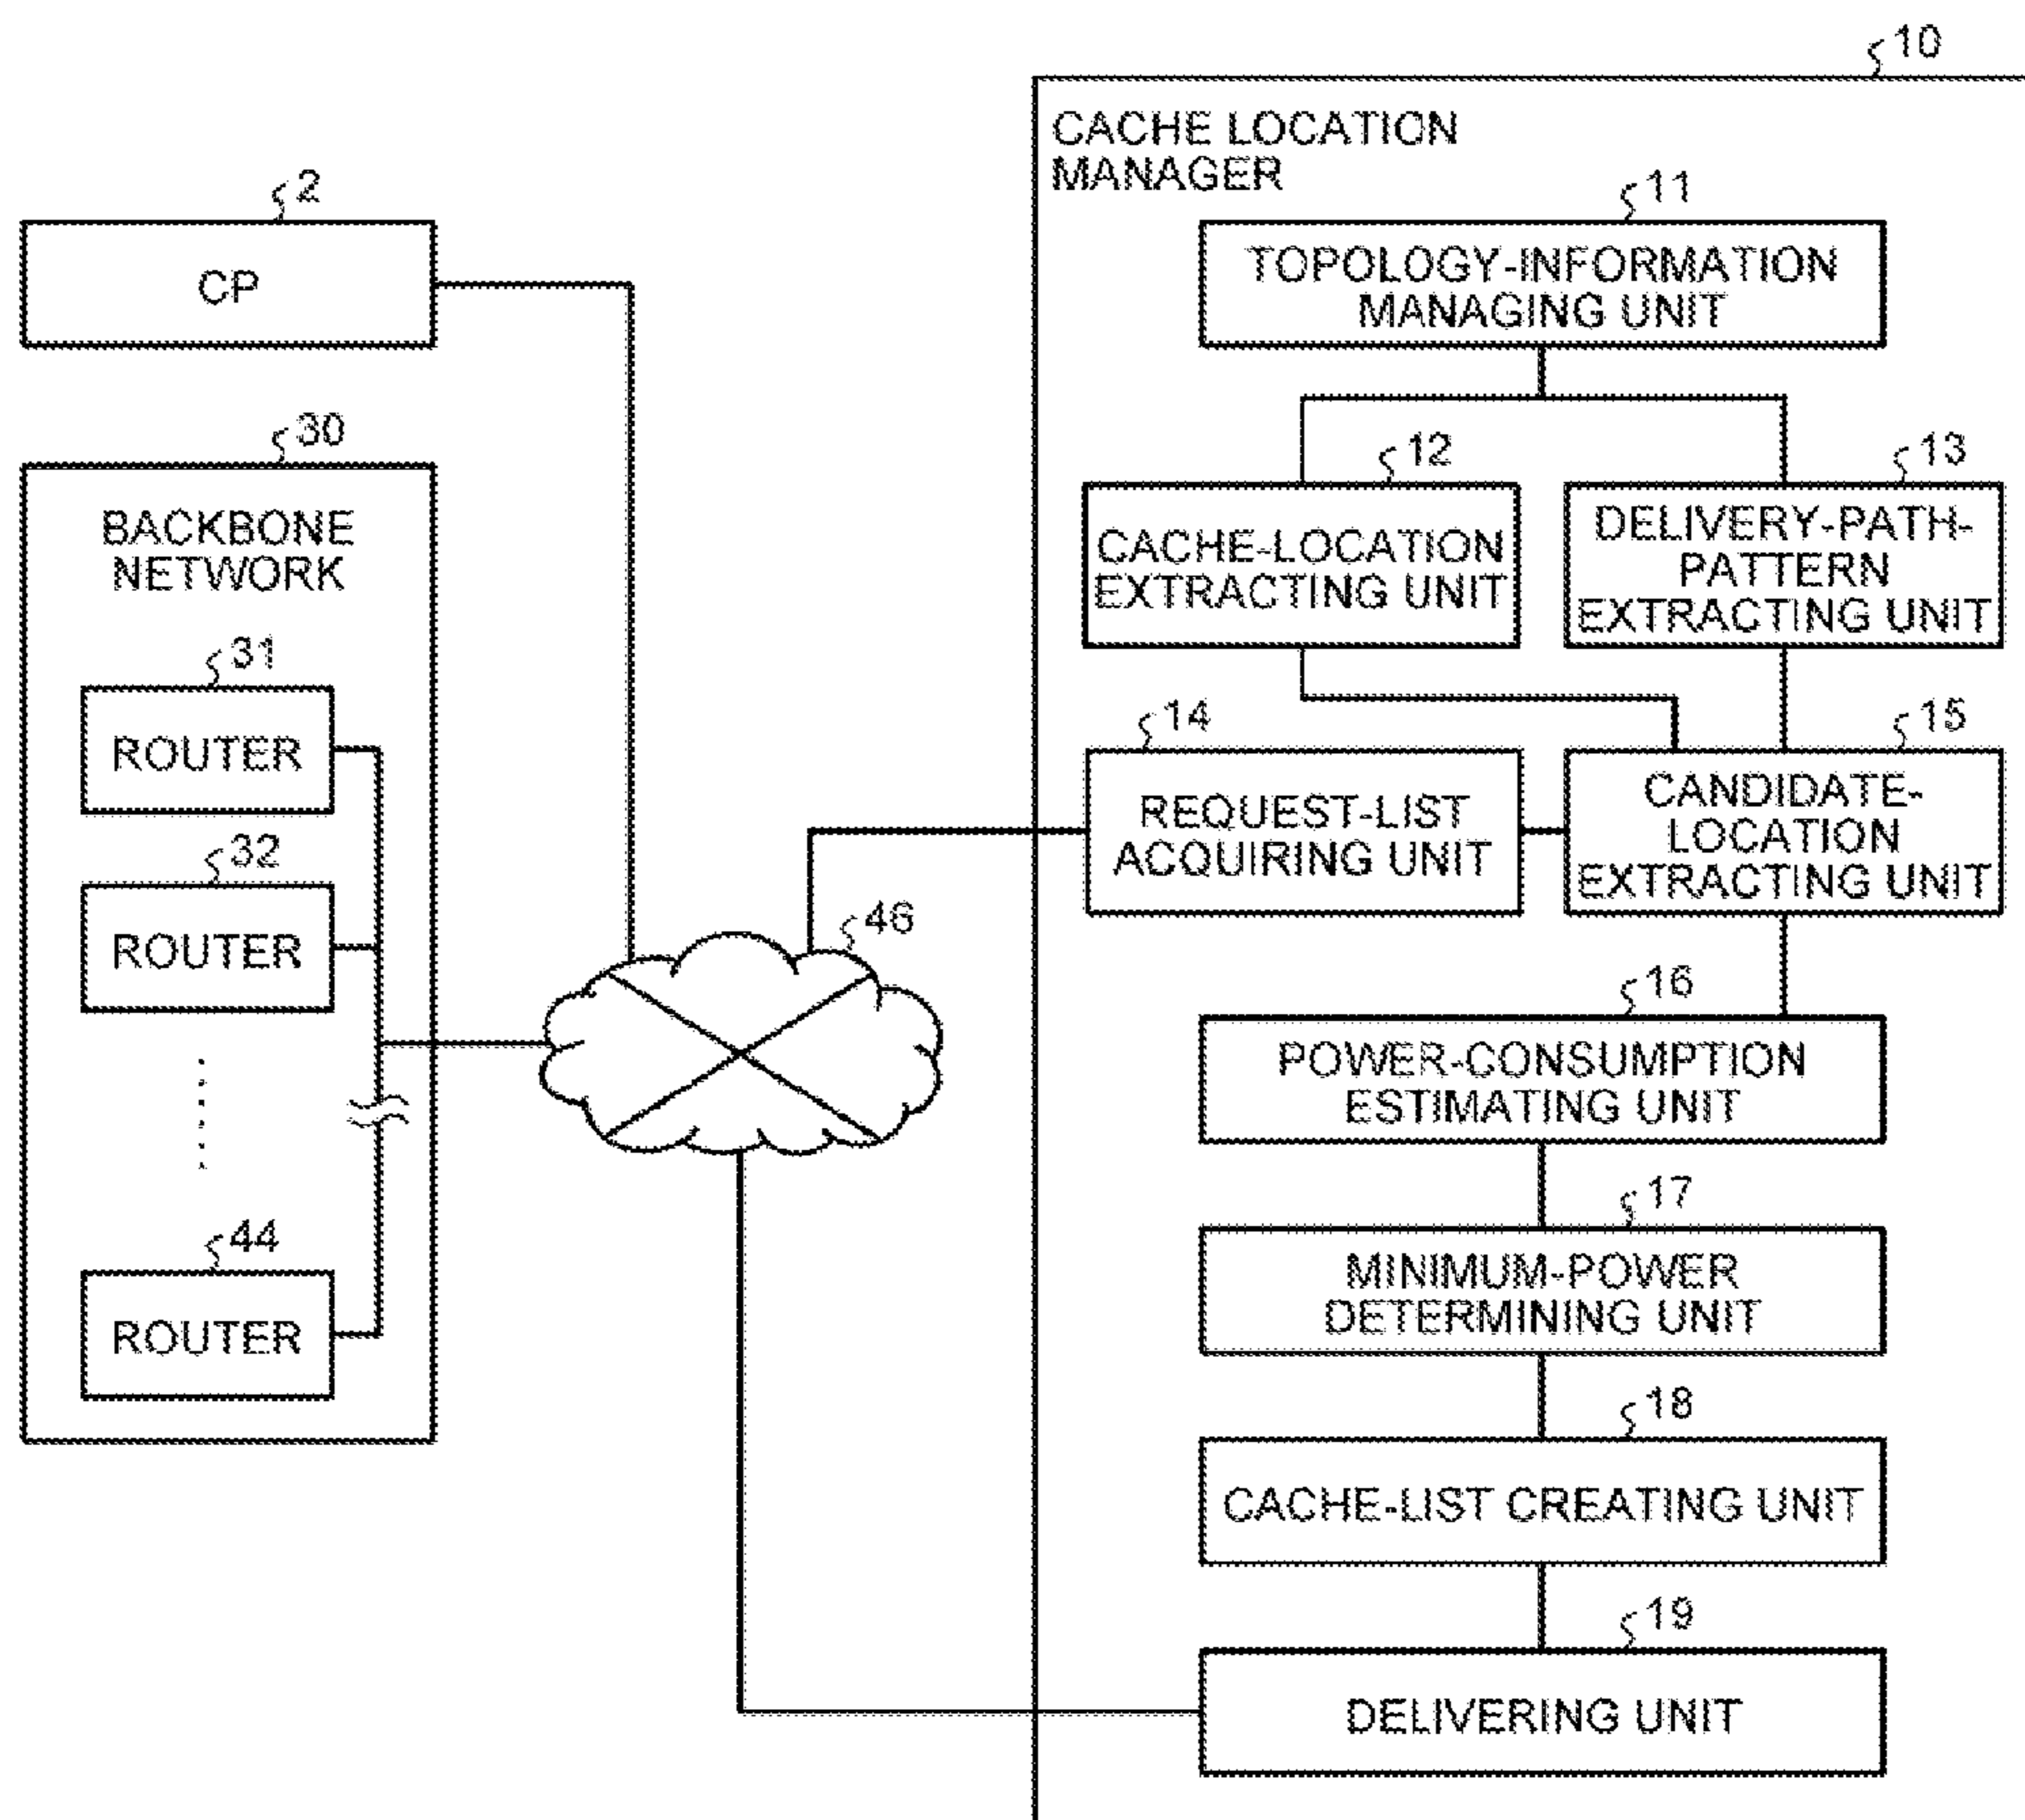 10
CACHE LOCATION
MANAGER
2
CP
11
TOPOLOGY-INFORMATION
MANAGING UNIT
30
BACKBONE
NETWORK
12
CACHE-LOCATION
EXTRACTING UNIT
13
DELIVERY-PATH-
PATTERN
EXTRACTING UNIT
31
ROUTER
32
ROUTER
44
ROUTER
14
REQUEST-LIST
ACQUIRING UNIT
15
CANDIDATE-
LOCATION
EXTRACTING UNIT
46
16
POWER-CONSUMPTION
ESTIMATING UNIT
17
MINIMUM-POWER
DETERMINING UNIT
18
CACHE-LIST CREATING UNIT
19
DELIVERING UNIT